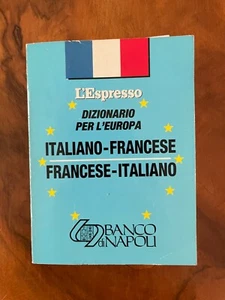 L'Espresso
DIZIONARIO
PER L'EUROPA
ITALIANO-FRANCESE
FRANCESE-ITALIANO
BANCO
di NAPOLI